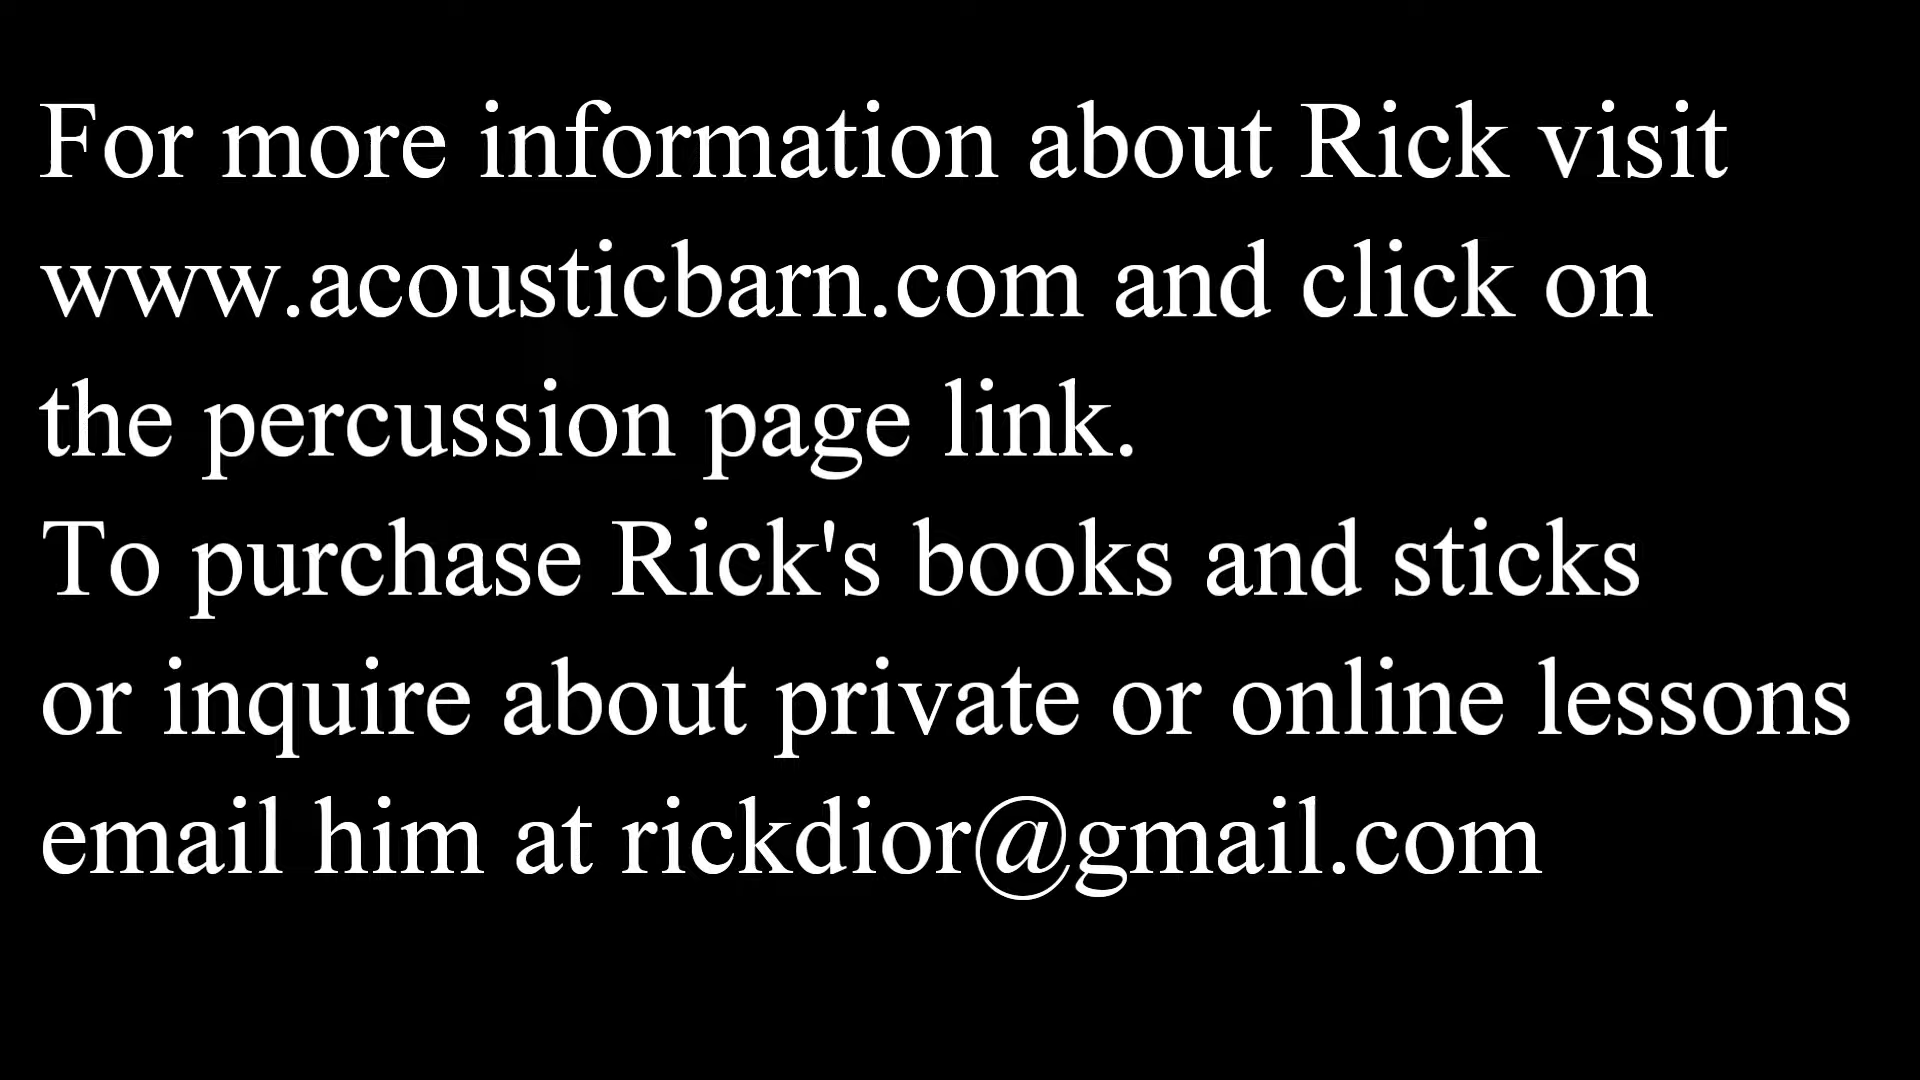 For more information about Rick visit
www.acousticbarn.com and click on
the percussion page link.
To purchase Rick's books and sticks
or inquire about private or online lessons
email him at rickdior@gmail.com